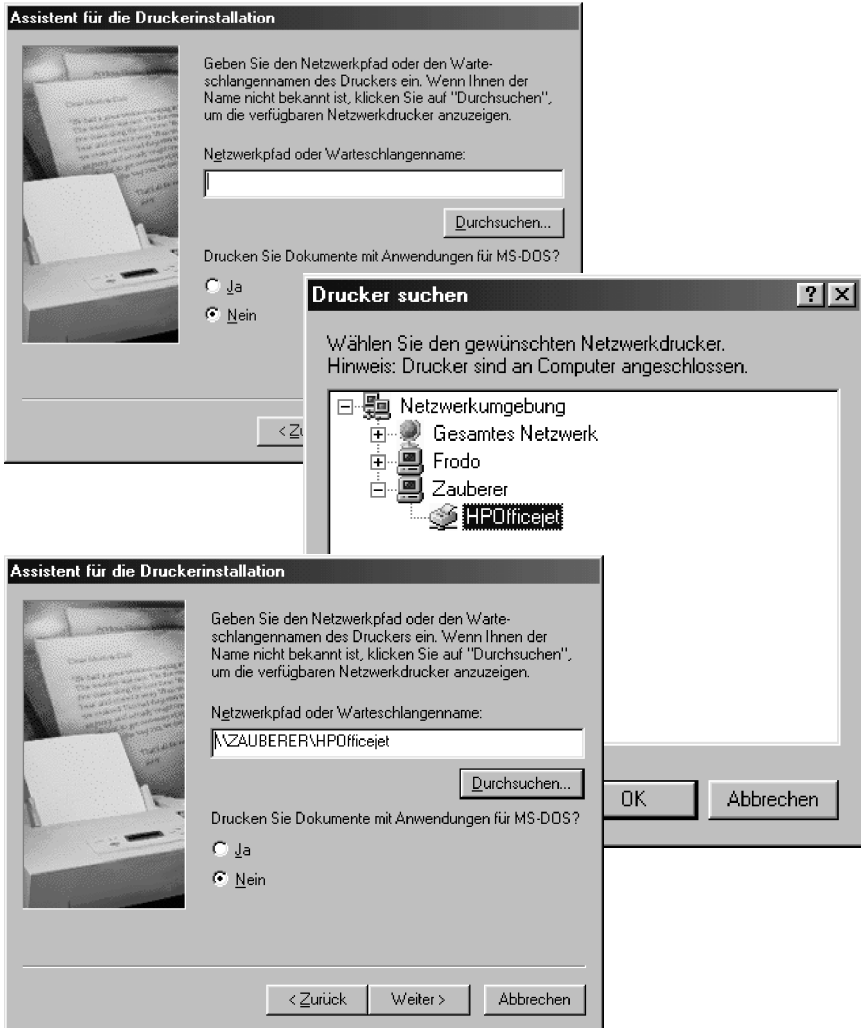 Assistent für die Druckerinstallation
Geben Sie den Netzwerkpfad oder den Warte-
schlangennamen des Druckers ein. Wenn Ihnen der
Name nicht bekannt ist, klicken Sie auf "Durchsuchen",
um die verfügbaren Netzwerkdrucker anzuzeigen.
Netzwerkpfad oder Warteschlangenname:
Durchsuchen...
Drucken Sie Dokumente mit Anwendungen für MS-DOS?
Ja
Nein
< Zu
Drucker suchen
Wählen Sie den gewünschten Netzwerkdrucker.
Hinweis: Drucker sind an Computer angeschlossen.
Netzwerkumgebung
Gesamtes Netzwerk
Frodo
Zauberer
HPOfficejet
OK
Abbrechen
Assistent für die Druckerinstallation
Geben Sie den Netzwerkpfad oder den Warte-
schlangennamen des Druckers ein. Wenn Ihnen der
Name nicht bekannt ist, klicken Sie auf "Durchsuchen",
um die verfügbaren Netzwerkdrucker anzuzeigen.
Netzwerkpfad oder Warteschlangenname:
\\ZAUBERER\HPOfficejet
Durchsuchen...
Drucken Sie Dokumente mit Anwendungen für MS-DOS?
Ja
Nein
< Zurück
Weiter >
Abbrechen